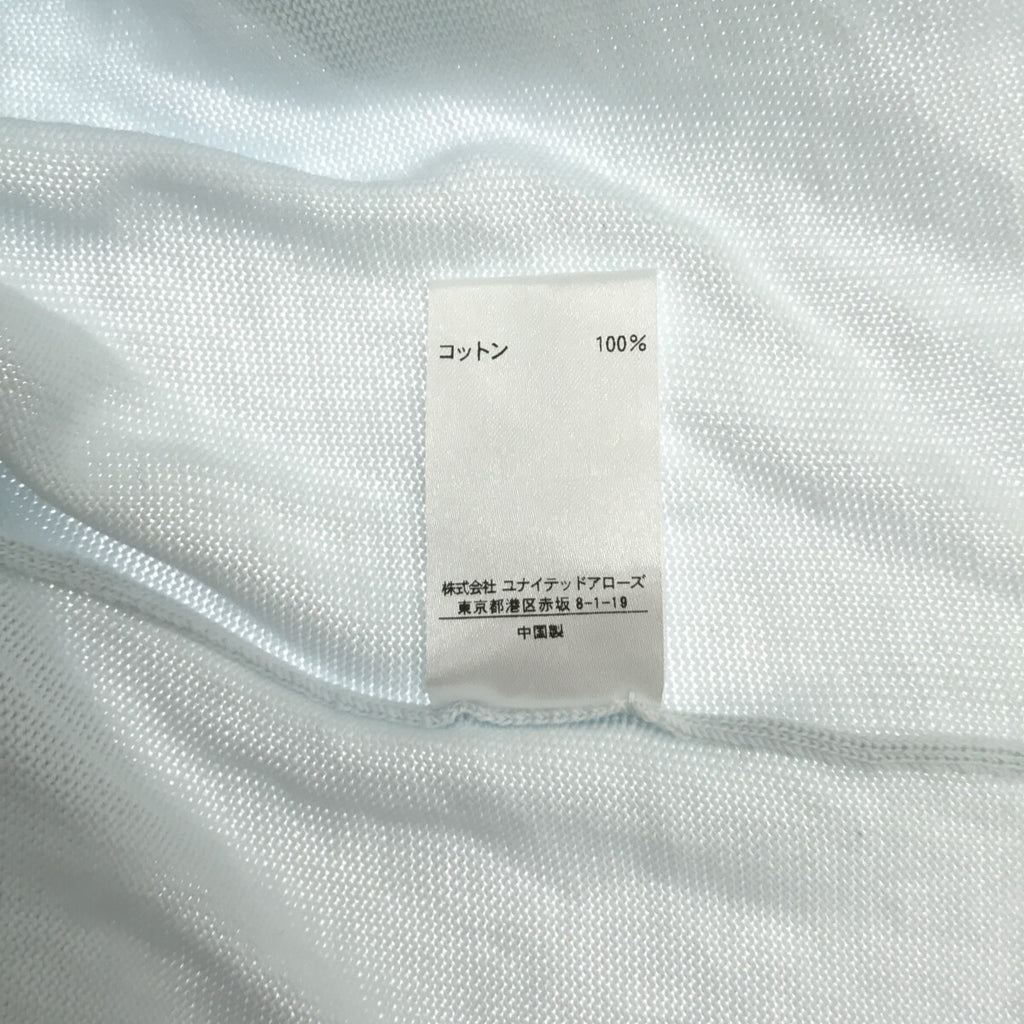 コットン 100%
株式会社 ユナイテッドアローズ
東京都港区赤坂 8-1-19
中国製